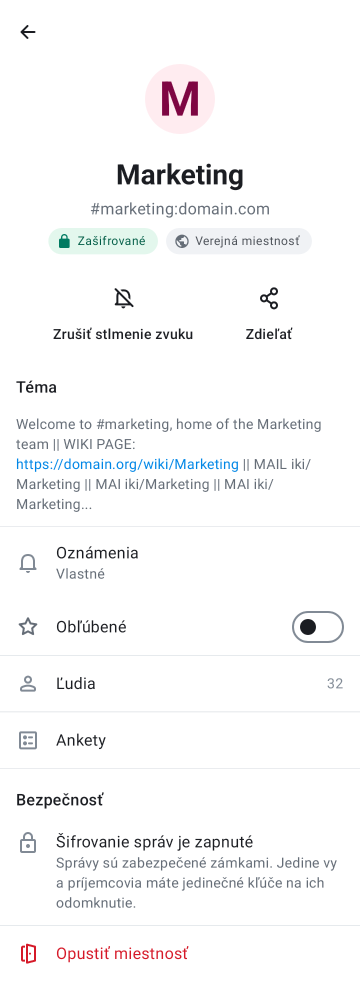 M
Marketing
#marketing:domain.com
Zašifrované
Verejná miestnosť
Zrušiť stlmenie zvuku
Zdieľať
Téma
Welcome to #marketing, home of the Marketing
team || WIKI PAGE:
https://domain.org/wiki/Marketing || MAIL iki/
Marketing || MAI iki/Marketing || MAI iki/
Marketing...
Oznámenia
Vlastné
Obľúbené
Ľudia 32
Ankety
Bezpečnosť
Šifrovanie správ je zapnuté
Správy sú zabezpečené zámkami. Jedine vy
a príjemcovia máte jedinečné kľúče na ich
odomknutie.
Opustiť miestnosť